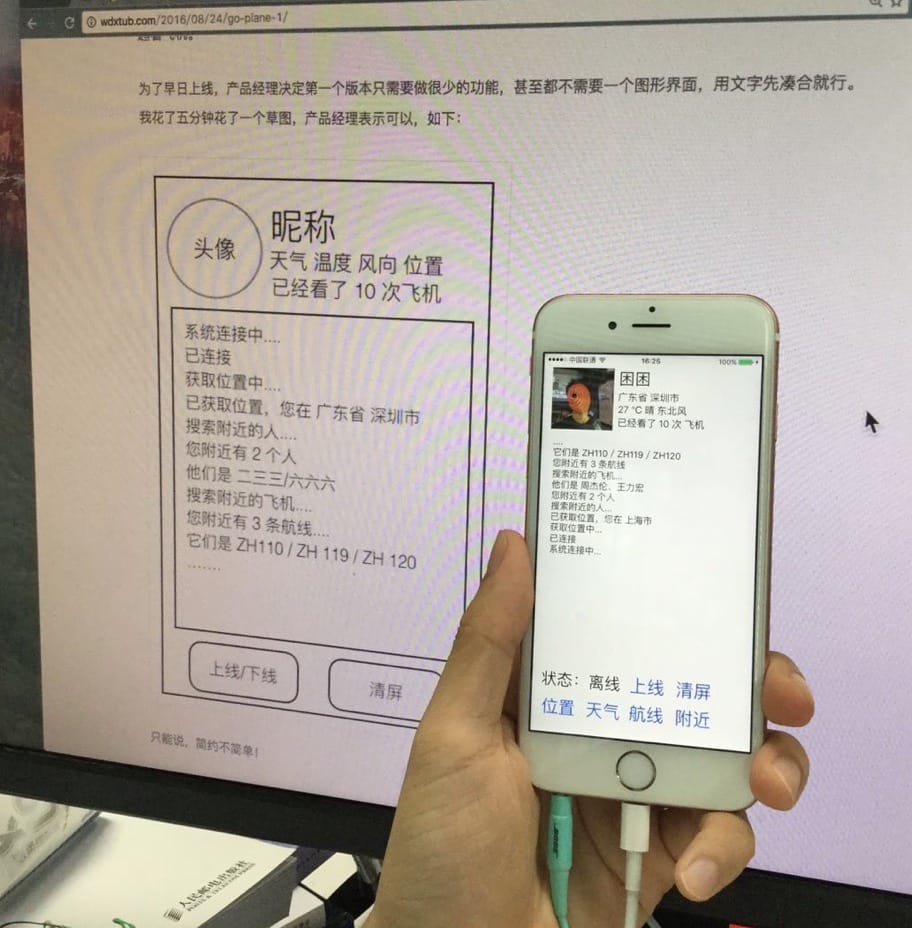 wdxtub.com/2016/08/24/go-plane-1/
为了早日上线，产品经理决定第一个版本只需要做很少的功能，甚至都不需要一个图形界面，用文字先凑合就行。
我花了五分钟花了一个草图，产品经理表示可以，如下：
头像
昵称
天气 温度 风向 位置
已经看了 10 次飞机
系统连接中....
已连接
获取位置中....
已获取位置，您在 广东省 深圳市
搜索附近的人....
您附近有 2 个人
他们是 二三三/六六六
搜索附近的飞机....
您附近有 3 条航线....
它们是 ZH110 / ZH 119 / ZH 120
.......
上线/下线
清屏
只能说，简约不简单！
中国联通
16:25
100%
困困
广东省 深圳市
27 °C 晴 东北风
已经看了 10 次 飞机
....
它们是 ZH110 / ZH119 / ZH120
您附近有 3 条航线
搜索附近的飞机...
他们是 周杰伦、王力宏
您附近有 2 个人
搜索附近的人...
已获取位置，您在 上海市
获取位置中...
已连接
系统连接中...
状态：离线 上线 清屏
位置 天气 航线 附近
人民邮电出版社
POSTS & TELECOM PRESS